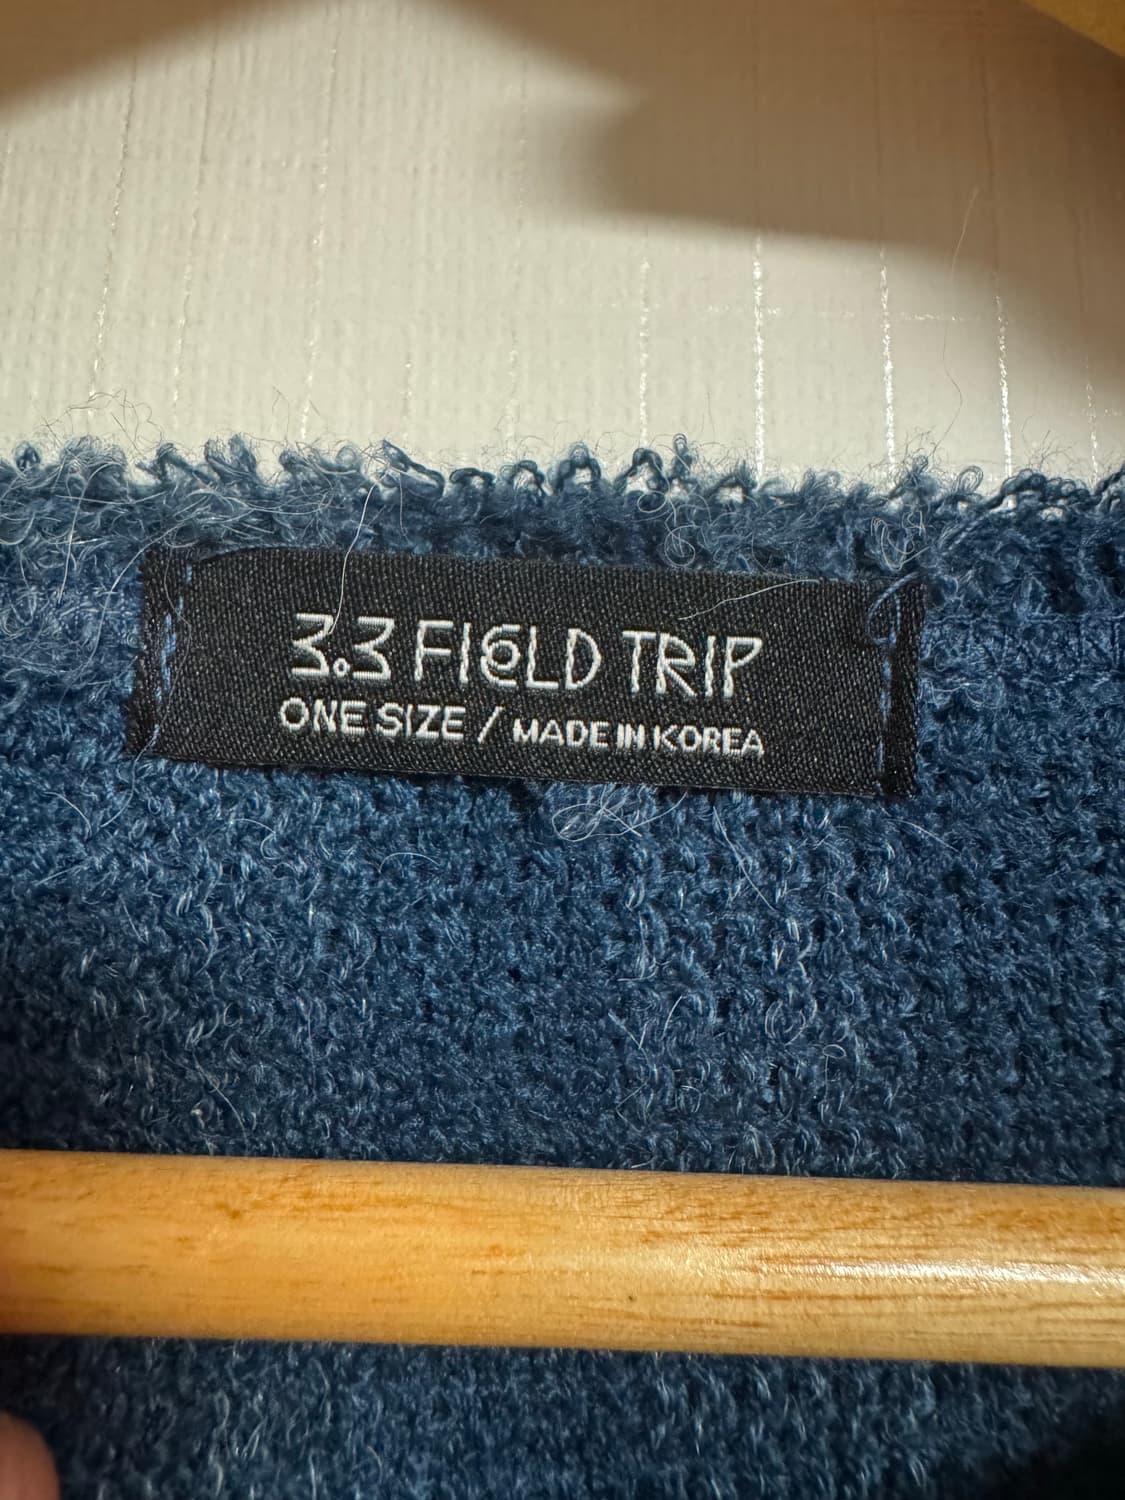 3.3 FIELD TRIP
ONE SIZE / MADE IN KOREA